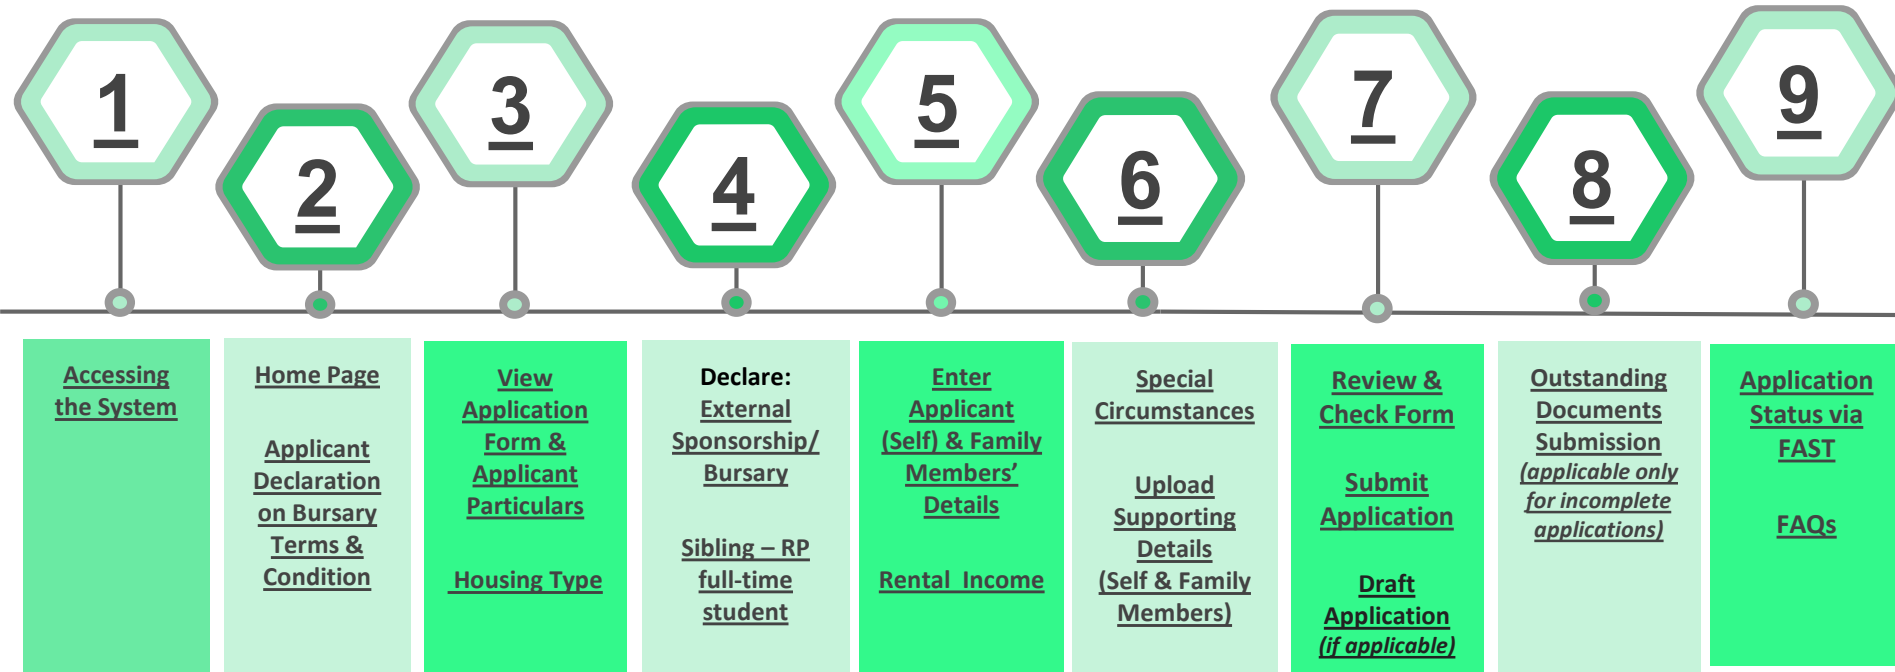 1
2
3
4
5
6
7
8
9
Accessing
the System
Home Page
Applicant
Declaration
on Bursary
Terms &
Condition
View
Application
Form &
Applicant
Particulars
Housing Type
Declare:
External
Sponsorship/
Bursary
Sibling – RP
full-time
student
Enter
Applicant
(Self) & Family
Members’
Details
Rental Income
Special
Circumstances
Upload
Supporting
Details
(Self & Family
Members)
Review &
Check Form
Submit
Application
Draft
Application
(if applicable)
Outstanding
Documents
Submission
(applicable only
for incomplete
applications)
Application
Status via
FAST
FAQs